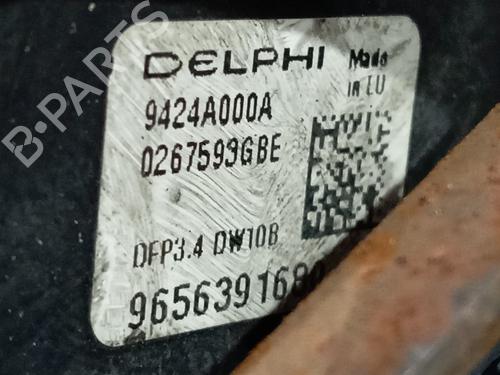 DELPHI
Made
in EU
9424A000A
0267593GBE
DFP3.4 DW10B
965639168
B-PARTS